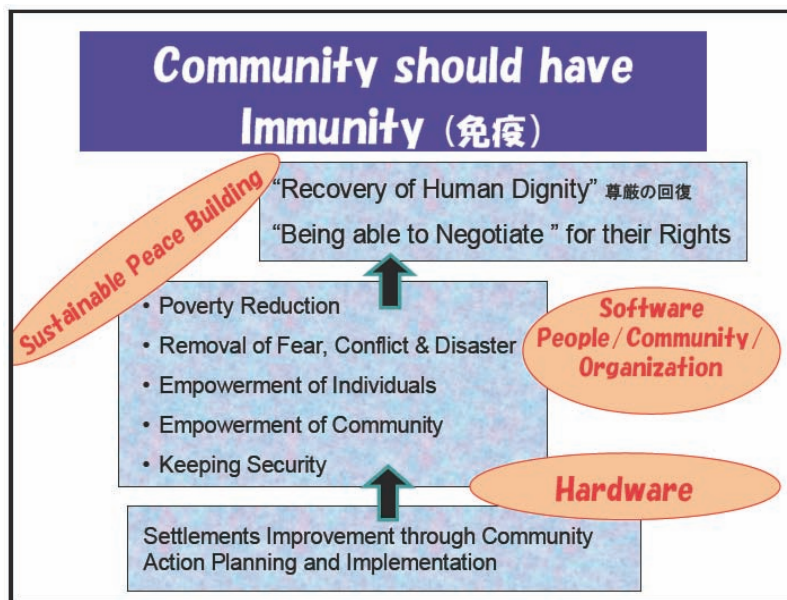 Community should have
Immunity (免疫)
Sustainable Peace Building
“Recovery of Human Dignity” 尊厳の回復
“Being able to Negotiate ” for their Rights
• Poverty Reduction
• Removal of Fear, Conflict & Disaster
• Empowerment of Individuals
• Empowerment of Community
• Keeping Security
Software
People/Community/
Organization
Hardware
Settlements Improvement through Community
Action Planning and Implementation